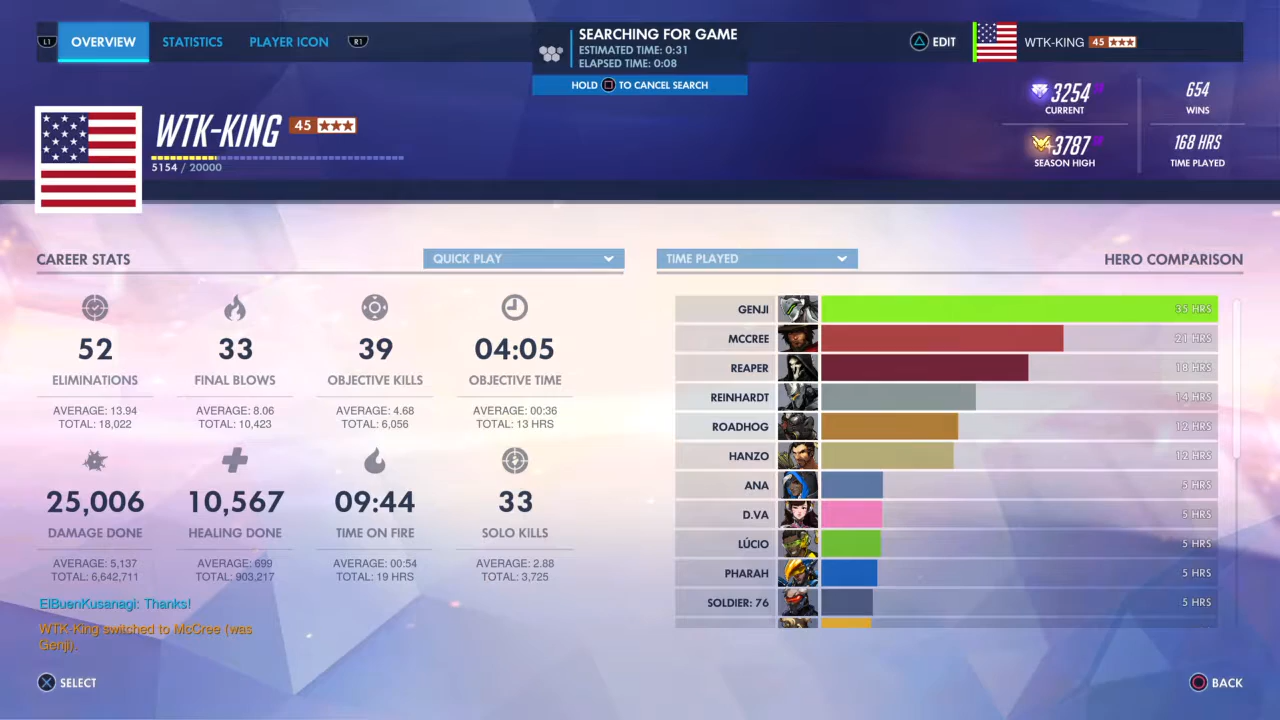 L1
OVERVIEW
STATISTICS
PLAYER ICON
R1
SEARCHING FOR GAME
ESTIMATED TIME: 0:31
ELAPSED TIME: 0:08
HOLD TO CANCEL SEARCH
EDIT
WTK-KING 45
WTK-KING 45
5154 / 20000
3254
CURRENT
654
WINS
3787
SEASON HIGH
168 HRS
TIME PLAYED
CAREER STATS
QUICK PLAY
52
ELIMINATIONS
AVERAGE: 13.94
TOTAL: 18,022
33
FINAL BLOWS
AVERAGE: 8.06
TOTAL: 10,423
39
OBJECTIVE KILLS
AVERAGE: 4.68
TOTAL: 6,056
04:05
OBJECTIVE TIME
AVERAGE: 00:36
TOTAL: 13 HRS
25,006
DAMAGE DONE
AVERAGE: 5,137
TOTAL: 6,642,711
10,567
HEALING DONE
AVERAGE: 699
TOTAL: 903,217
09:44
TIME ON FIRE
AVERAGE: 00:54
TOTAL: 19 HRS
33
SOLO KILLS
AVERAGE: 2.88
TOTAL: 3,725
TIME PLAYED
HERO COMPARISON
GENJI 35 HRS
MCCREE 21 HRS
REAPER 18 HRS
REINHARDT 14 HRS
ROADHOG 12 HRS
HANZO 12 HRS
ANA 5 HRS
D.VA 5 HRS
LÚCIO 5 HRS
PHARAH 5 HRS
SOLDIER: 76 5 HRS
ElBuenKusanagi: Thanks!
WTK-King switched to McCree (was
Genji).
SELECT
BACK